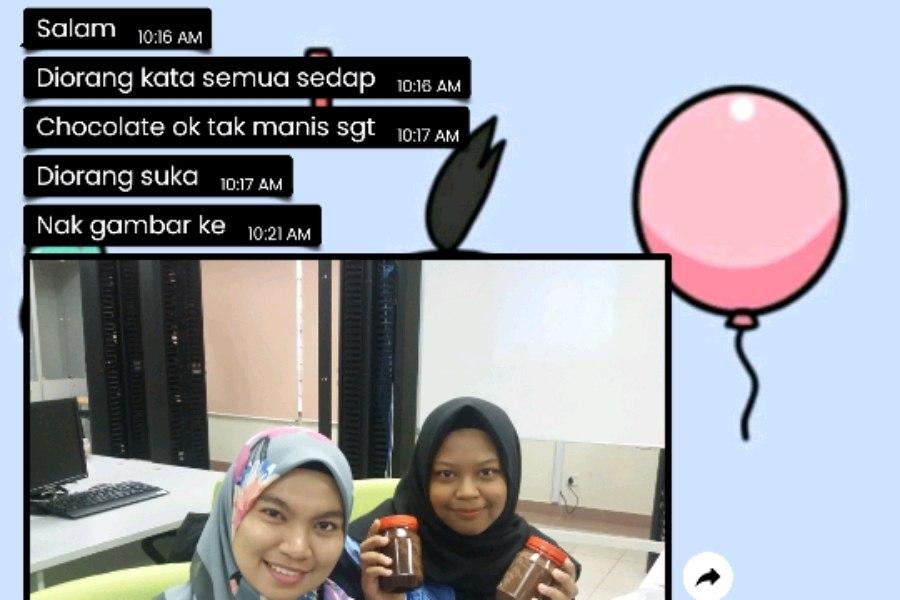 Salam 10:16 AM
Diorang kata semua sedap 10:16 AM
Chocolate ok tak manis sgt 10:17 AM
Diorang suka 10:17 AM
Nak gambar ke 10:21 AM